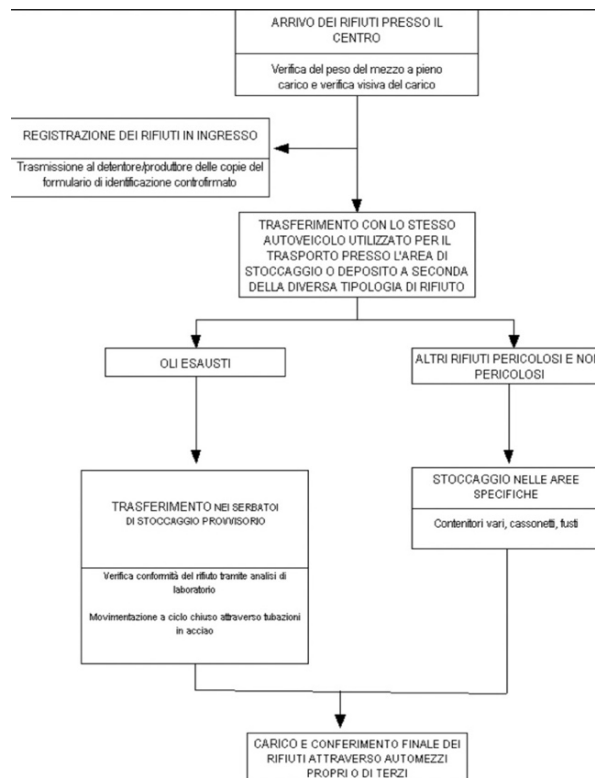 ARRIVO DEI RIFIUTI PRESSO IL
CENTRO
Verifica del peso del mezzo a pieno
carico e verifica visiva del carico
REGISTRAZIONE DEI RIFIUTI IN INGRESSO
Trasmissione al detentore/produttore delle copie del
formulario di identificazione controfirmato
TRASFERIMENTO CON LO STESSO
AUTOVEICOLO UTILIZZATO PER IL
TRASPORTO PRESSO L'AREA DI
STOCCAGGIO O DEPOSITO A SECONDA
DELLA DIVERSA TIPOLOGIA DI RIFIUTO
OLI ESAUSTI
ALTRI RIFIUTI PERICOLOSI E NON
PERICOLOSI
TRASFERIMENTO NEI SERBATOI
DI STOCCAGGIO PROVVISORIO
Verifica conformità del rifiuto tramite analisi di
laboratorio
Movimentazione a ciclo chiuso attraverso tubazioni
in acciao
STOCCAGGIO NELLE AREE
SPECIFICHE
Contenitori vari, cassonetti, fusti
CARICO E CONFERIMENTO FINALE DEI
RIFIUTI ATTRAVERSO AUTOMEZZI
PROPRI O DI TERZI